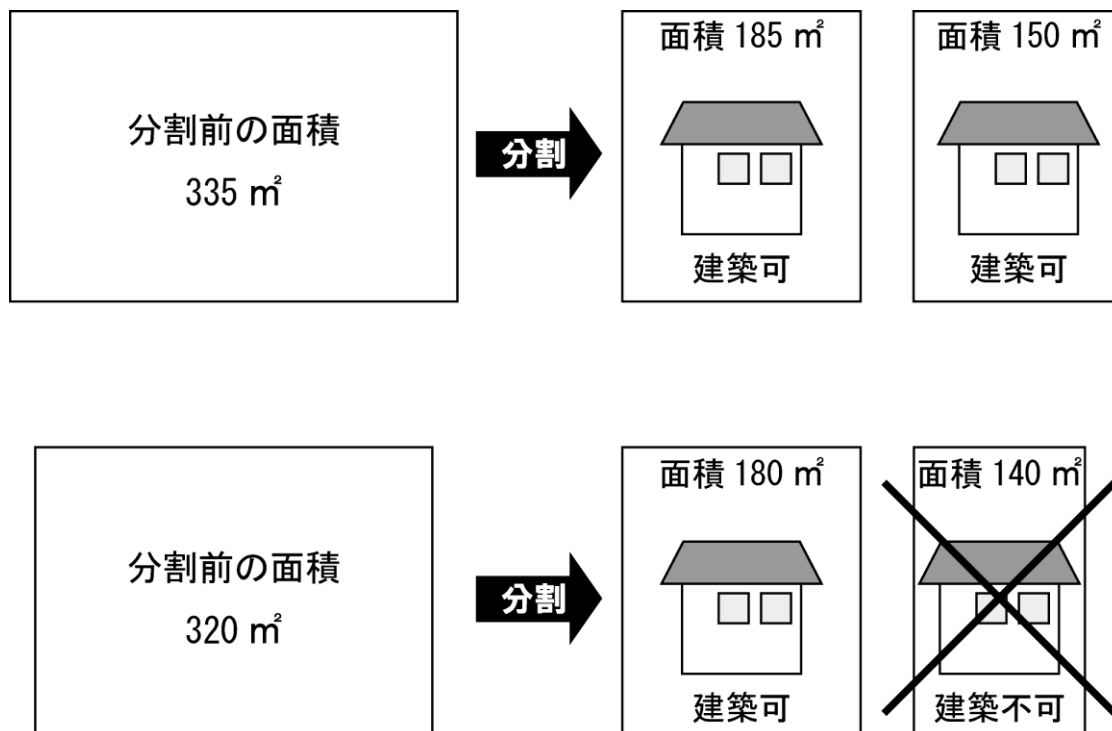 分割前の面積
335 ㎡
分割
面積 185 ㎡
建築可
面積 150 ㎡
建築可
分割前の面積
320 ㎡
分割
面積 180 ㎡
建築可
面積 140 ㎡
建築不可